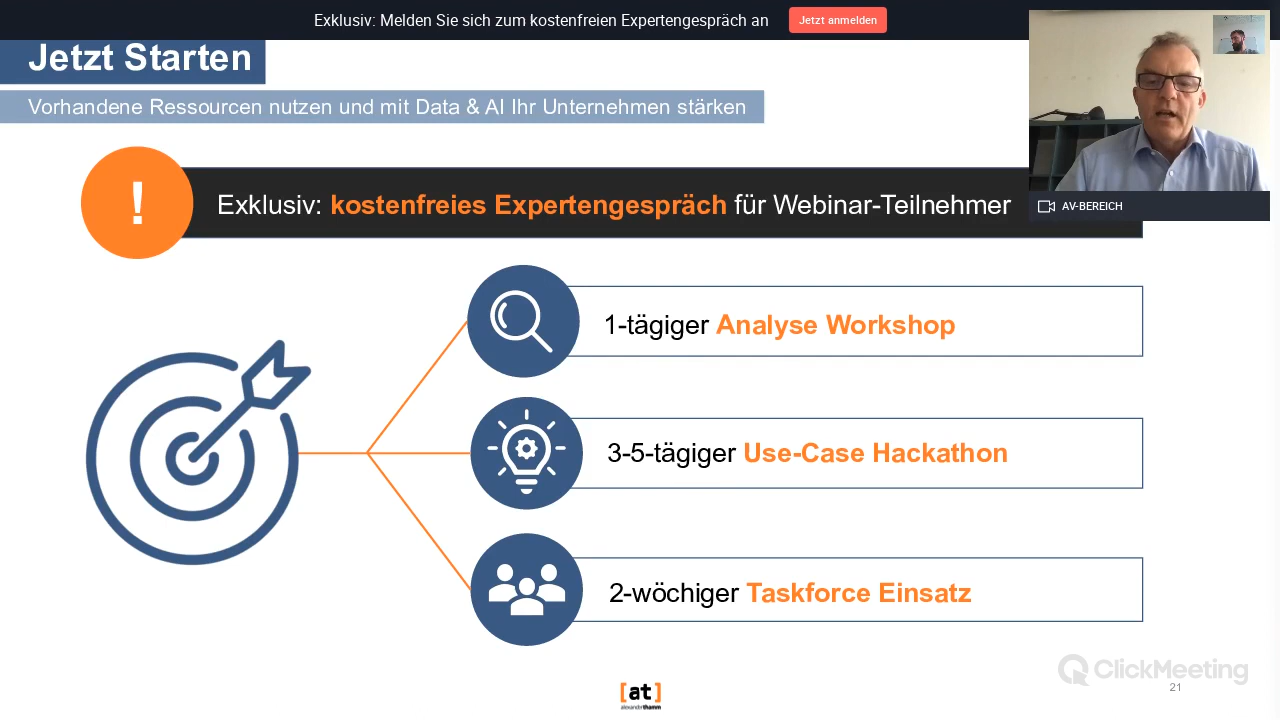 Exklusiv: Melden Sie sich zum kostenfreien Expertengespräch an
Jetzt anmelden
Jetzt Starten
Vorhandene Ressourcen nutzen und mit Data & AI Ihr Unternehmen stärken
AV-BEREICH
!
Exklusiv: kostenfreies Expertengespräch für Webinar-Teilnehmer
1-tägiger Analyse Workshop
3-5-tägiger Use-Case Hackathon
2-wöchiger Taskforce Einsatz
ClickMeeting
21
[at]
alexanderthamm